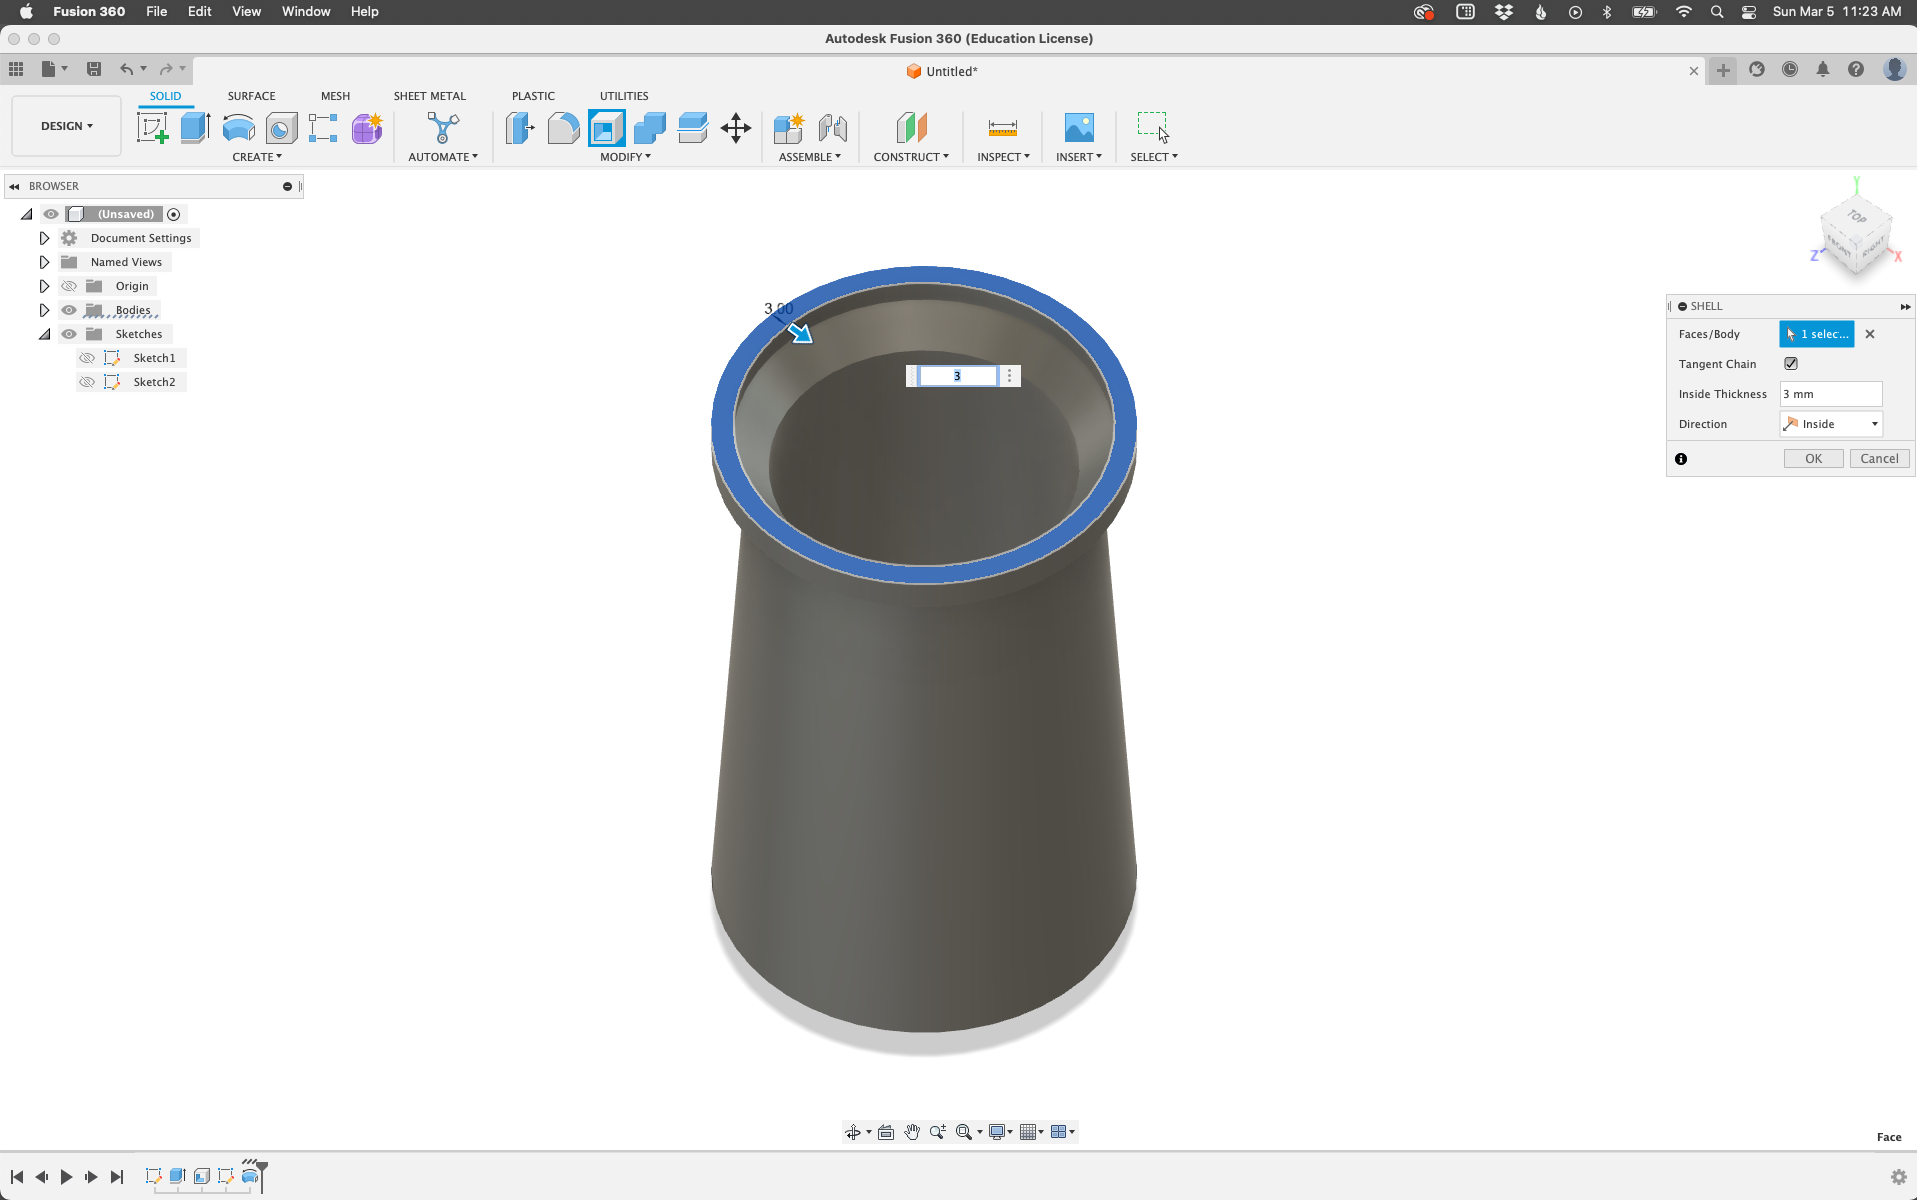 Fusion 360 File Edit View Window Help Sun Mar 5 11:23 AM
Autodesk Fusion 360 (Education License)
Untitled*
SOLID SURFACE MESH SHEET METAL PLASTIC UTILITIES
DESIGN
CREATE AUTOMATE MODIFY ASSEMBLE CONSTRUCT INSPECT INSERT SELECT
BROWSER
(Unsaved)
Document Settings
Named Views
Origin
Bodies
Sketches
Sketch1
Sketch2
3.00
3
Y
TOP
FRONT RIGHT
Z X
SHELL
Faces/Body 1 selec...
Tangent Chain
Inside Thickness 3 mm
Direction Inside
OK Cancel
Face